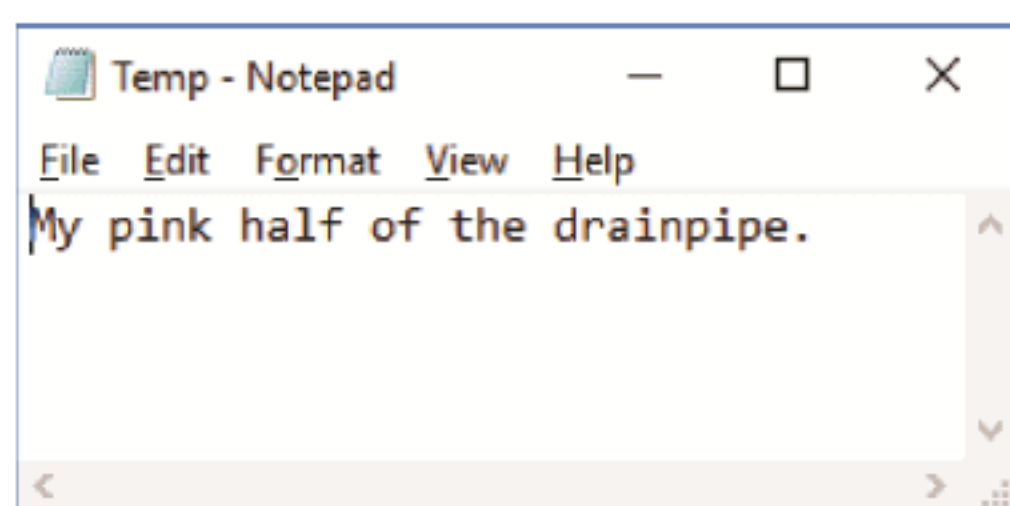 Temp - Notepad
File Edit Format View Help
My pink half of the drainpipe.